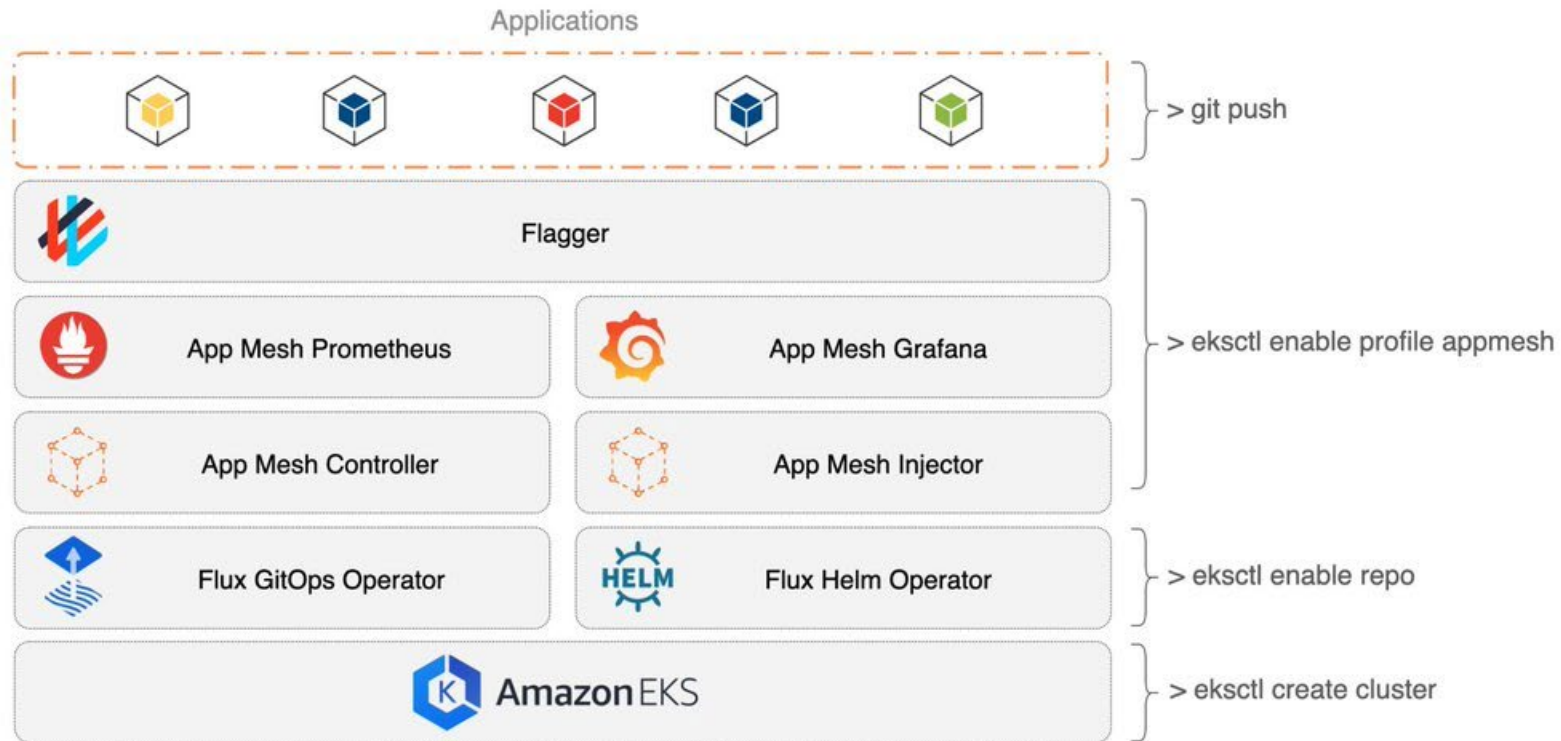 Applications
> git push
Flagger
App Mesh Prometheus
App Mesh Grafana
> eksctl enable profile appmesh
App Mesh Controller
App Mesh Injector
Flux GitOps Operator
HELM
Flux Helm Operator
> eksctl enable repo
K
Amazon EKS
> eksctl create cluster